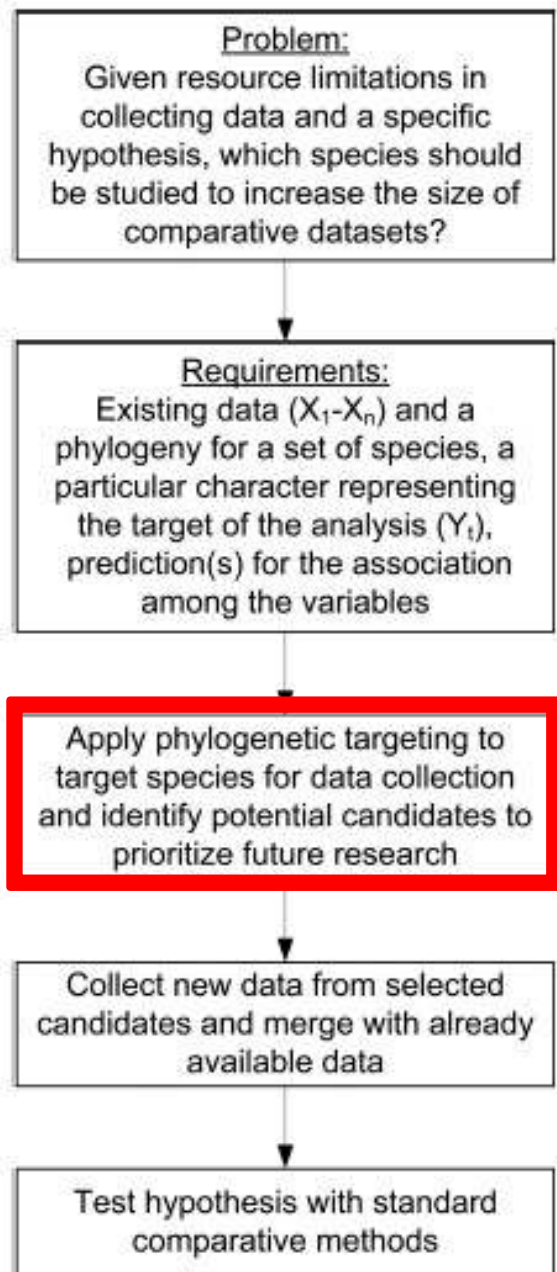 Problem:
Given resource limitations in
collecting data and a specific
hypothesis, which species should
be studied to increase the size of
comparative datasets?
Requirements:
Existing data (X₁-Xₙ) and a
phylogeny for a set of species, a
particular character representing
the target of the analysis (Yₜ),
prediction(s) for the association
among the variables
Apply phylogenetic targeting to
target species for data collection
and identify potential candidates to
prioritize future research
Collect new data from selected
candidates and merge with already
available data
Test hypothesis with standard
comparative methods